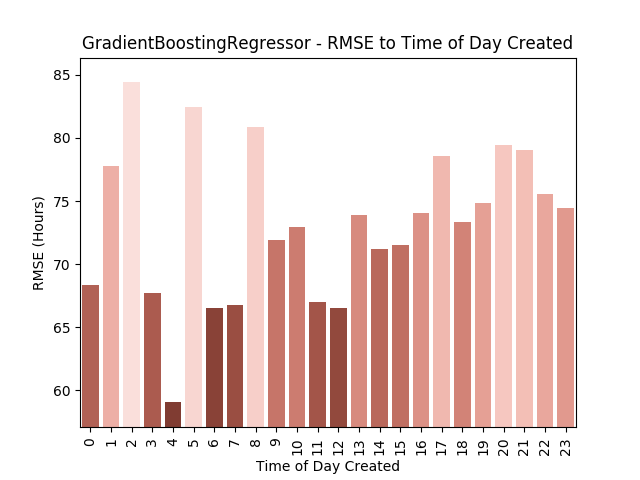 GradientBoostingRegressor - RMSE to Time of Day Created
85
80
75
70
65
60
RMSE (Hours)
0 1 2 3 4 5 6 7 8 9 10 11 12 13 14 15 16 17 18 19 20 21 22 23
Time of Day Created